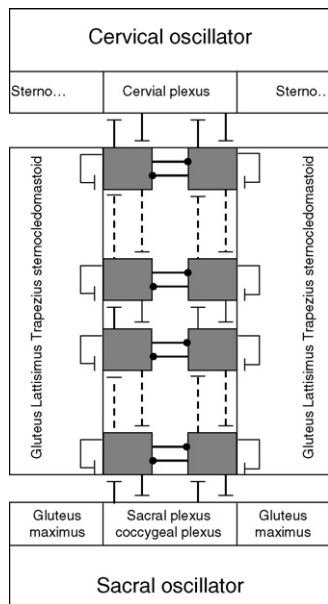 Cervical oscillator
Sterno…
Cervial plexus
Sterno…
Gluteus Lattisimus Trapezius sternocledomastoid
Gluteus Lattisimus Trapezius sternocledomastoid
Gluteus
maximus
Sacral plexus
coccygeal plexus
Gluteus
maximus
Sacral oscillator